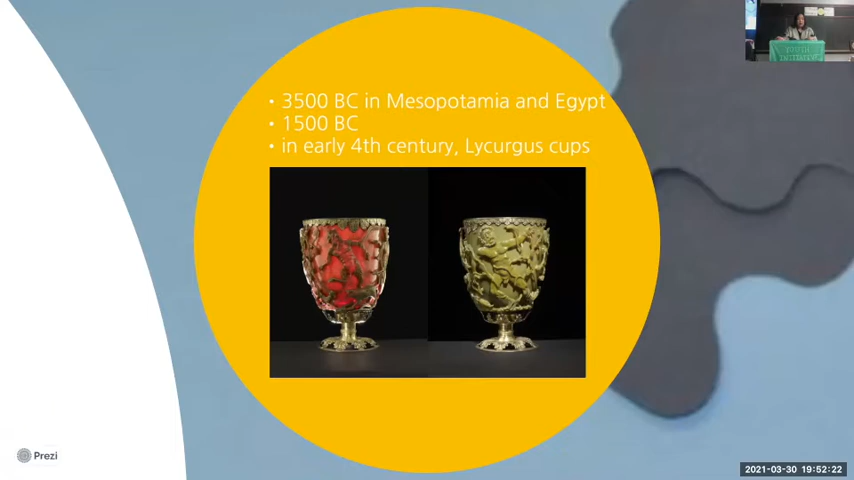 • 3500 BC in Mesopotamia and Egypt
• 1500 BC
• in early 4th century, Lycurgus cups
Prezi
2021-03-30 19:52:22